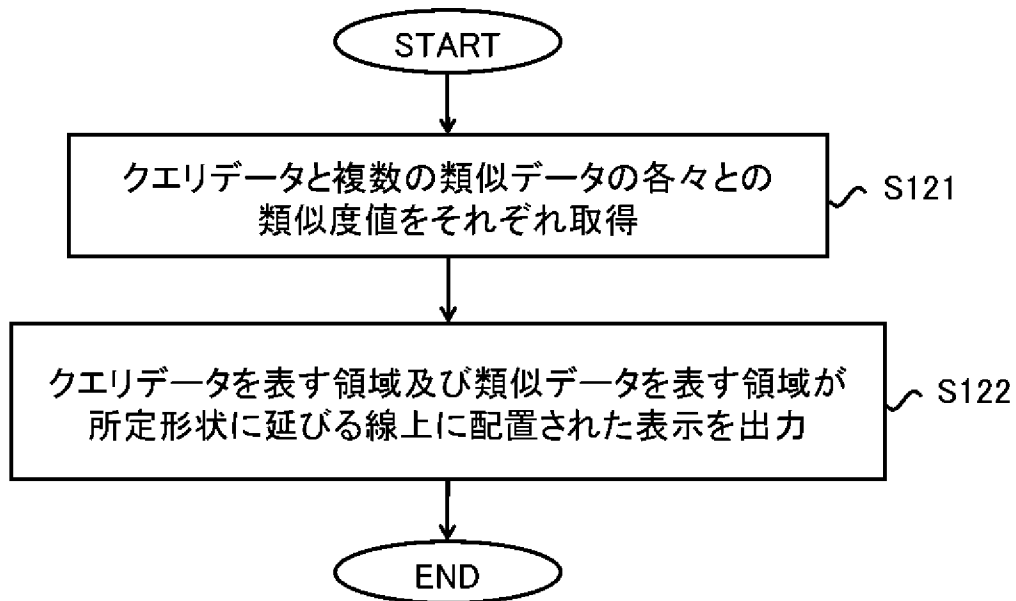 START
クエリデータと複数の類似データの各々との
類似度値をそれぞれ取得
S121
クエリデータを表す領域及び類似データを表す領域が
所定形状に延びる線上に配置された表示を出力
S122
END